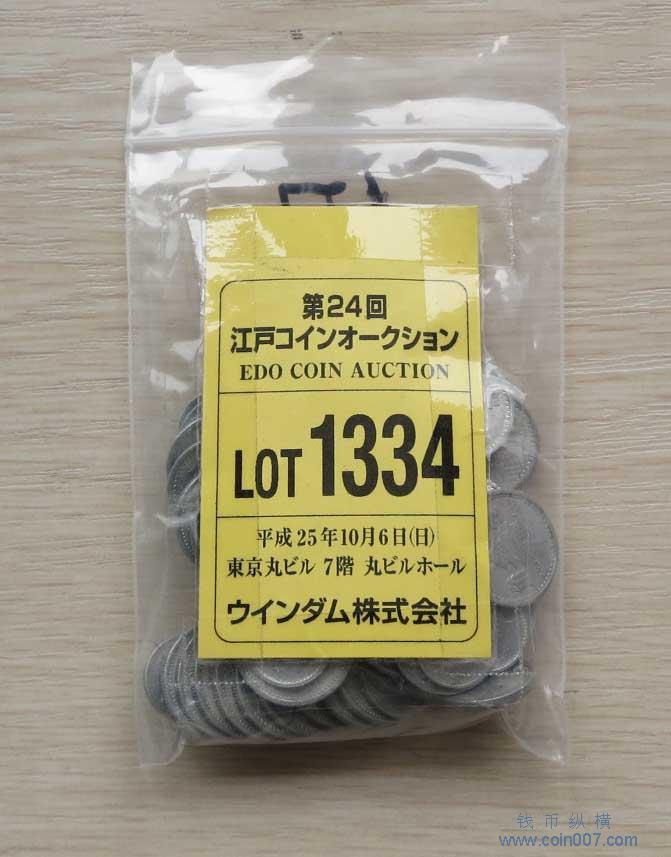 第24回
江戸コインオークション
EDO COIN AUCTION
LOT 1334
平成25年10月6日(日)
東京丸ビル 7階 丸ビルホール
ウインダム株式会社
钱币纵横
www.coin007.com